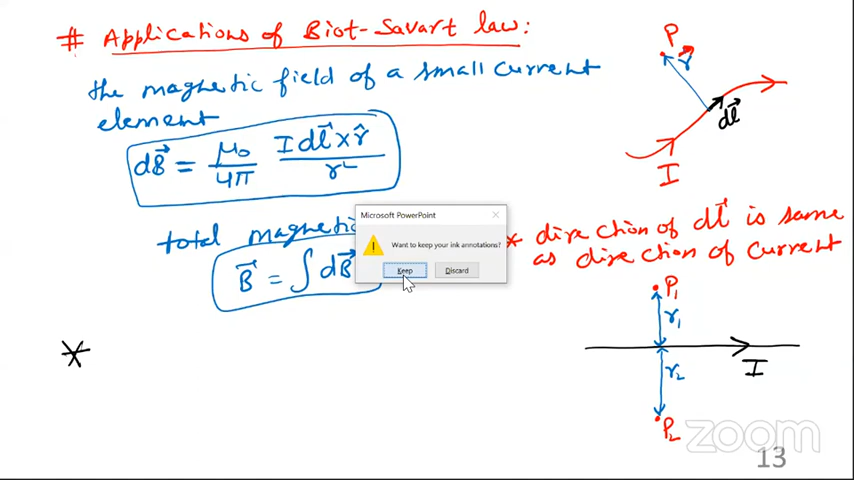 # Applications of Biot-Savart law:
the magnetic field of a small current
element
dB⃗ = μ₀/4π I dl⃗ × r̂/r²
P
r⃗
dl⃗
I
Microsoft PowerPoint
Want to keep your ink annotations?
Keep
Discard
total magnetic
B⃗ = ∫ dB⃗
* direction of dl⃗ is same
as direction of current
P₁
r₁
I
r₂
P₂
*
zoom
13